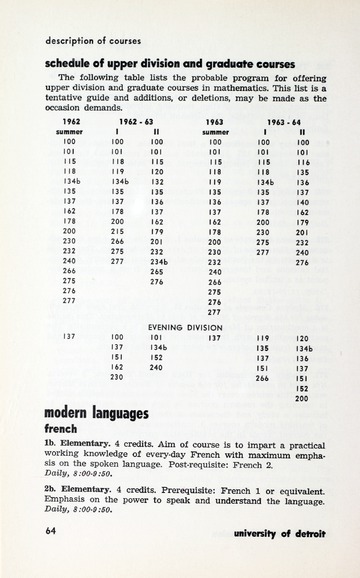 description of courses
schedule of upper division and graduate courses
The following table lists the probable program for offering
upper division and graduate courses in mathematics. This list is a
tentative guide and additions, or deletions, may be made as the
occasion demands.
1962 1962 - 63 1963 1963 - 64
summer I II summer I II
100 100 100 100 100 100
101 101 101 101 101 101
115 118 115 115 115 116
118 119 120 118 118 135
134b 134b 132 119 134b 136
135 135 135 135 135 137
137 137 136 136 137 140
162 178 137 137 178 162
178 200 162 162 200 179
200 215 179 178 230 201
230 266 201 200 275 232
232 275 232 230 277 240
240 277 234b 232 276
266 265 240
275 276 266
276 275
277 276
277
EVENING DIVISION
137 100 101 137 119 120
137 134b 135 134b
151 152 137 136
162 240 151 137
230 266 151
152
200
modern languages
french
1b. Elementary. 4 credits. Aim of course is to impart a practical
working knowledge of every-day French with maximum empha-
sis on the spoken language. Post-requisite: French 2.
Daily, 8:00-9:50.
2b. Elementary. 4 credits. Prerequisite: French 1 or equivalent.
Emphasis on the power to speak and understand the language.
Daily, 8:00-9:50.
64 university of detroit